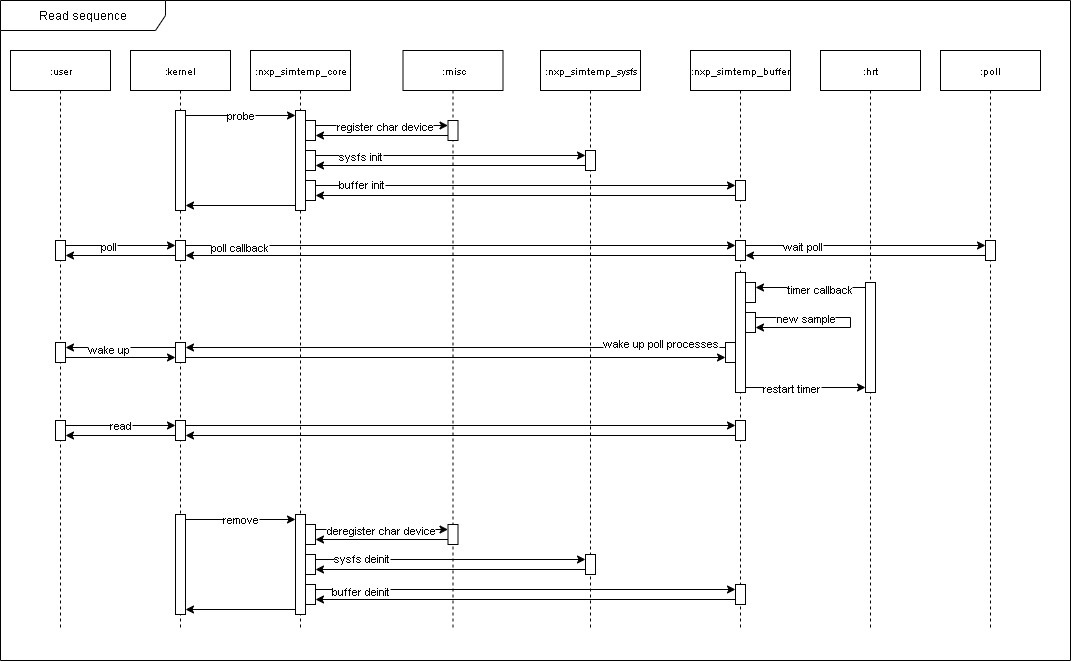 Read sequence
:user
:kernel
:nxp_simtemp_core
:misc
:nxp_simtemp_sysfs
:nxp_simtemp_buffer
:hrt
:poll
probe
register char device
sysfs init
buffer init
poll
poll callback
wait poll
timer callback
new sample
wake up
wake up poll processes
restart timer
read
remove
deregister char device
sysfs deinit
buffer deinit